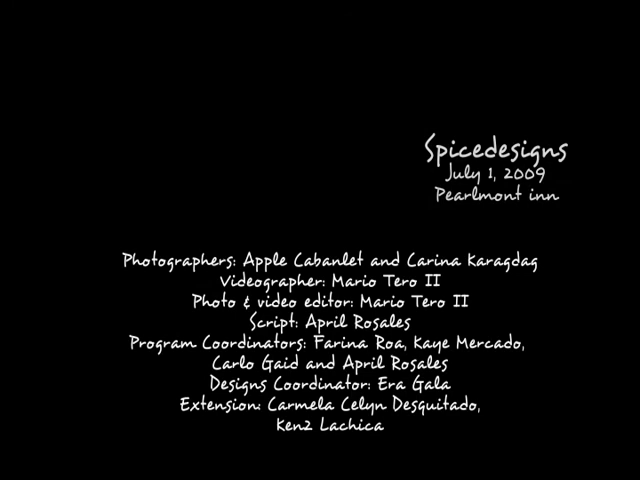 Spicedesigns
July 1, 2009
Pearlmont inn
Photographers: Apple Cabanlet and Carina Karagdag
Videographer: Mario Tero II
Photo & video editor: Mario Tero II
Script: April Rosales
Program Coordinators: Farina Roa, Kaye Mercado,
Carlo Gaid and April Rosales
Designs Coordinator: Era Gala
Extension: Carmela Celyn Desquitado,
Kenz Lachica